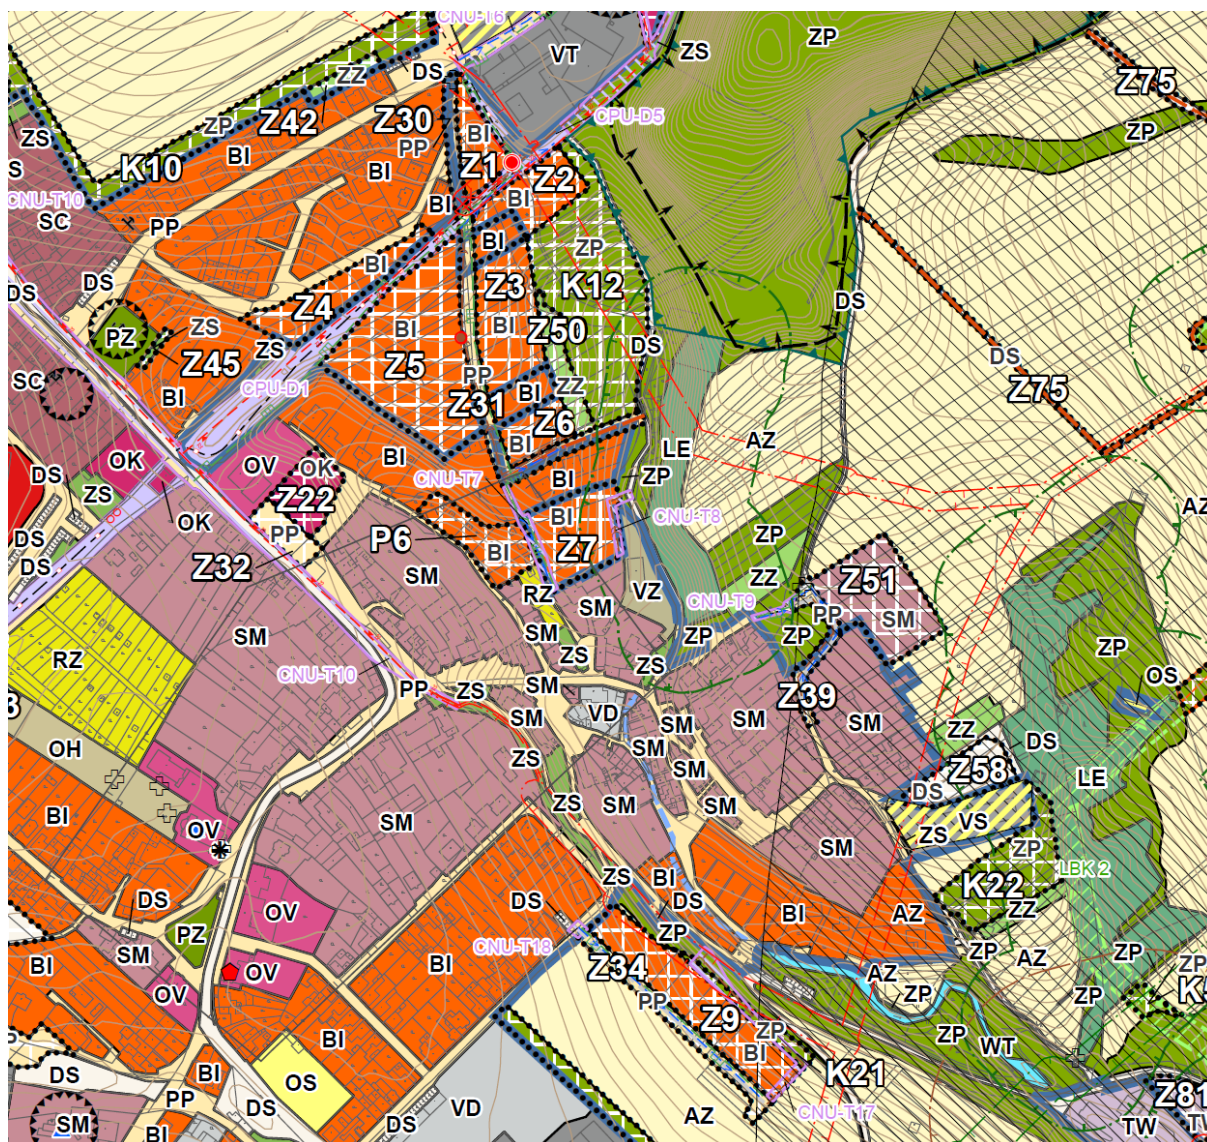 CNU-T6
VT
ZS
ZP
DS
ZZ
Z75
ZS
ZP
Z42
Z30
BI
CPU-D5
ZP
PP
K10
BI
BI
Z1
Z2
S
CNU-T10
SC
PP
BI
BI
BI
ZP
BI
DS
DS
Z4
Z3
K12
DS
PZ
ZS
BI
BI
Z50
DS
DS
ZS
Z45
Z5
SC
CPU-D1
PP
BI
ZZ
Z75
BI
Z31
Z6
BI
AZ
OK
OV
OK
BI
LE
DS
CNU-T7
BI
ZP
ZS
Z22
AZ
OK
BI
CNU-T8
PP
P6
Z7
ZP
DS
BI
DS
Z32
SM
ZZ
Z51
RZ
SM
VZ
CNU-T9
PP
SM
SM
SM
ZP
ZP
ZP
RZ
ZS
ZS
CNU-T10
OS
PP
ZS
SM
Z39
3
SM
VD
SM
SM
ZZ
DS
OH
ZS
SM
SM
Z58
LE
ZS
DS
BI
SM
SM
VS
OV
SM
ZS
SM
ZP
LBK 2
ZS
BI
K22
DS
DS
DS
OV
BI
AZ
ZZ
PZ
CNU-T18
ZP
SM
ZP
AZ
ZP
BI
OV
BI
Z34
AZ
ZP
OV
ZP
ZP
K5
PP
Z9
ZP
ZP
WT
BI
BI
K21
DS
BI
OS
Z81
PP
DS
VD
CNU-T17
SM
BI
DS
AZ
TW
TV